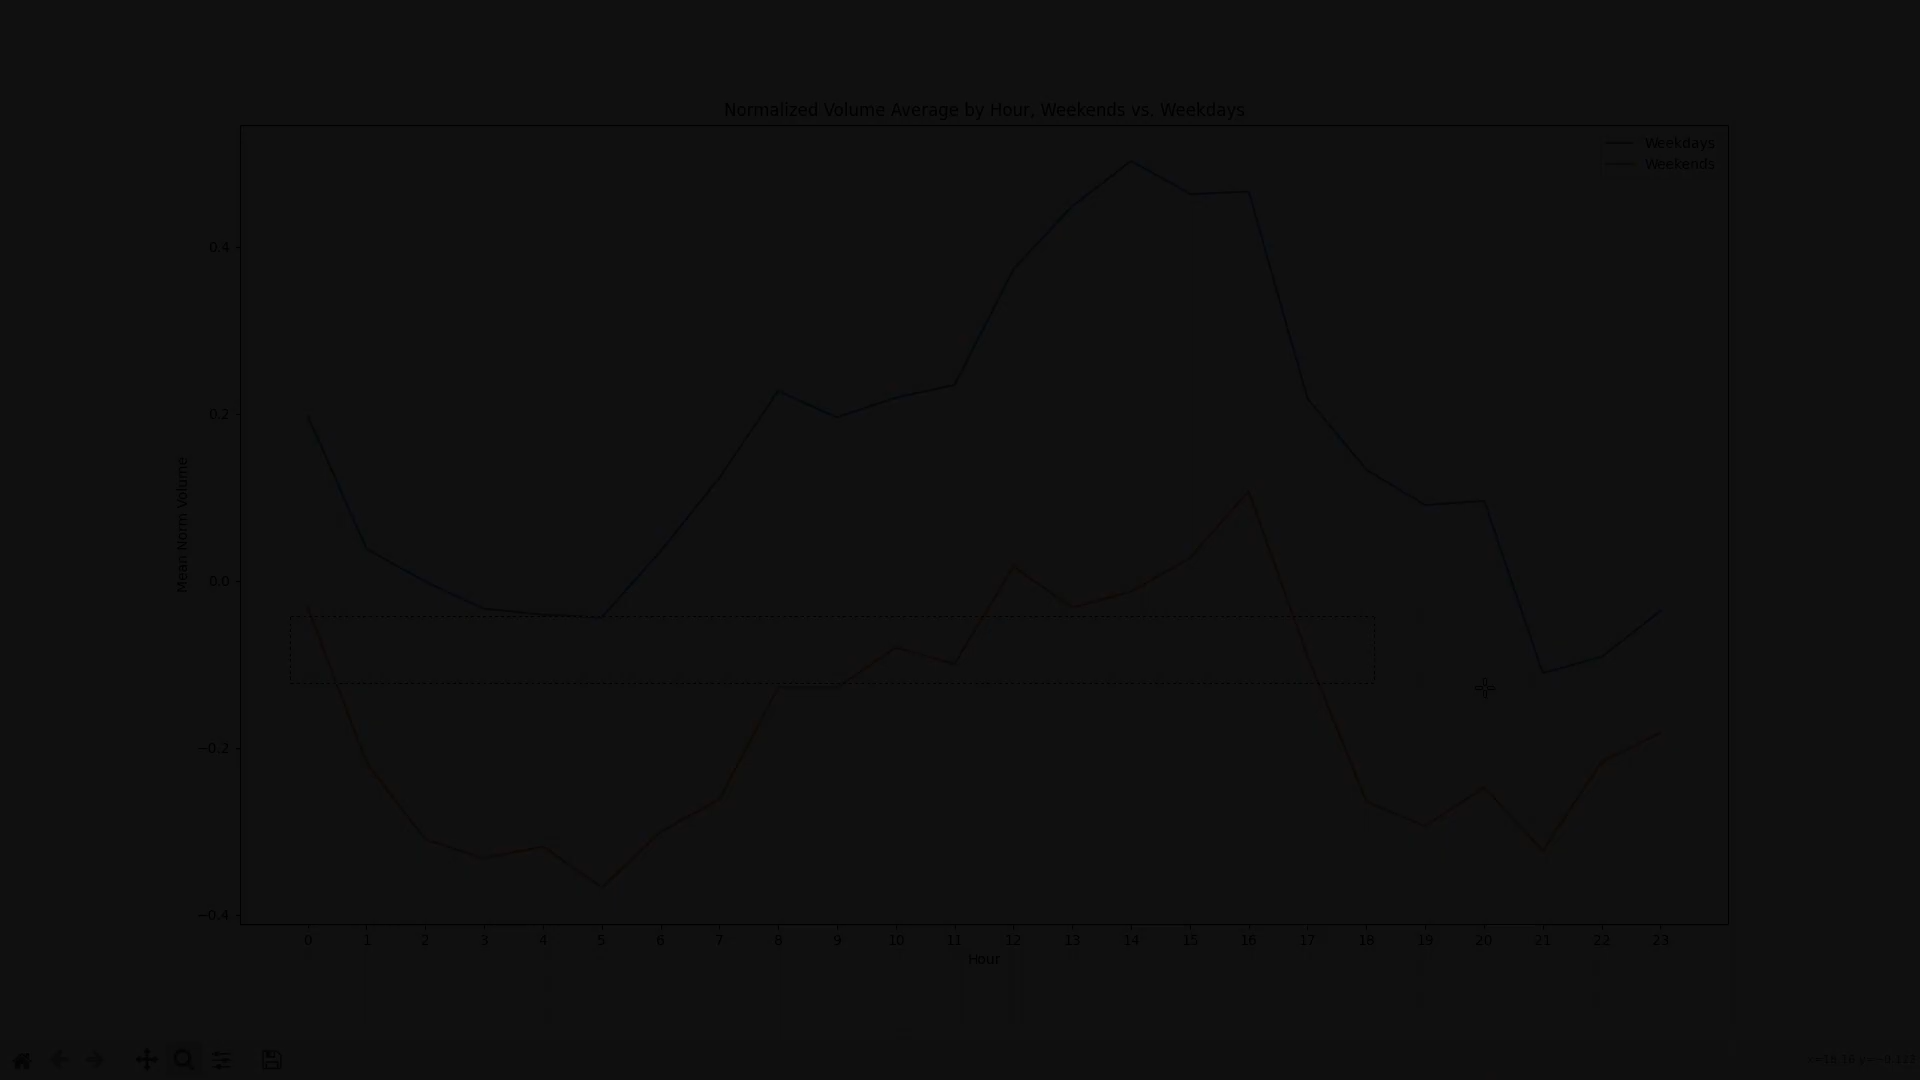 Normalized Volume Average by Hour, Weekends vs. Weekdays
Weekdays
Weekends
0.4
0.2
0.0
−0.2
−0.4
Mean Norm Volume
0 1 2 3 4 5 6 7 8 9 10 11 12 13 14 15 16 17 18 19 20 21 22 23
Hour